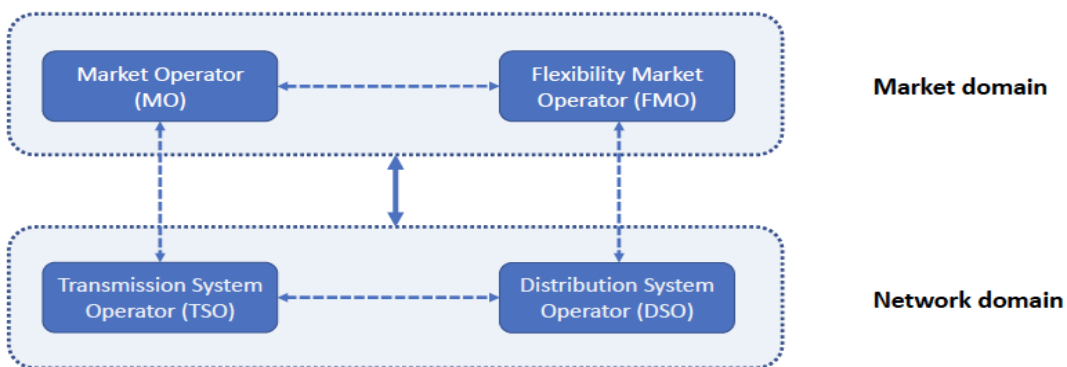 Market Operator
(MO)
Flexibility Market
Operator (FMO)
Market domain
Transmission System
Operator (TSO)
Distribution System
Operator (DSO)
Network domain